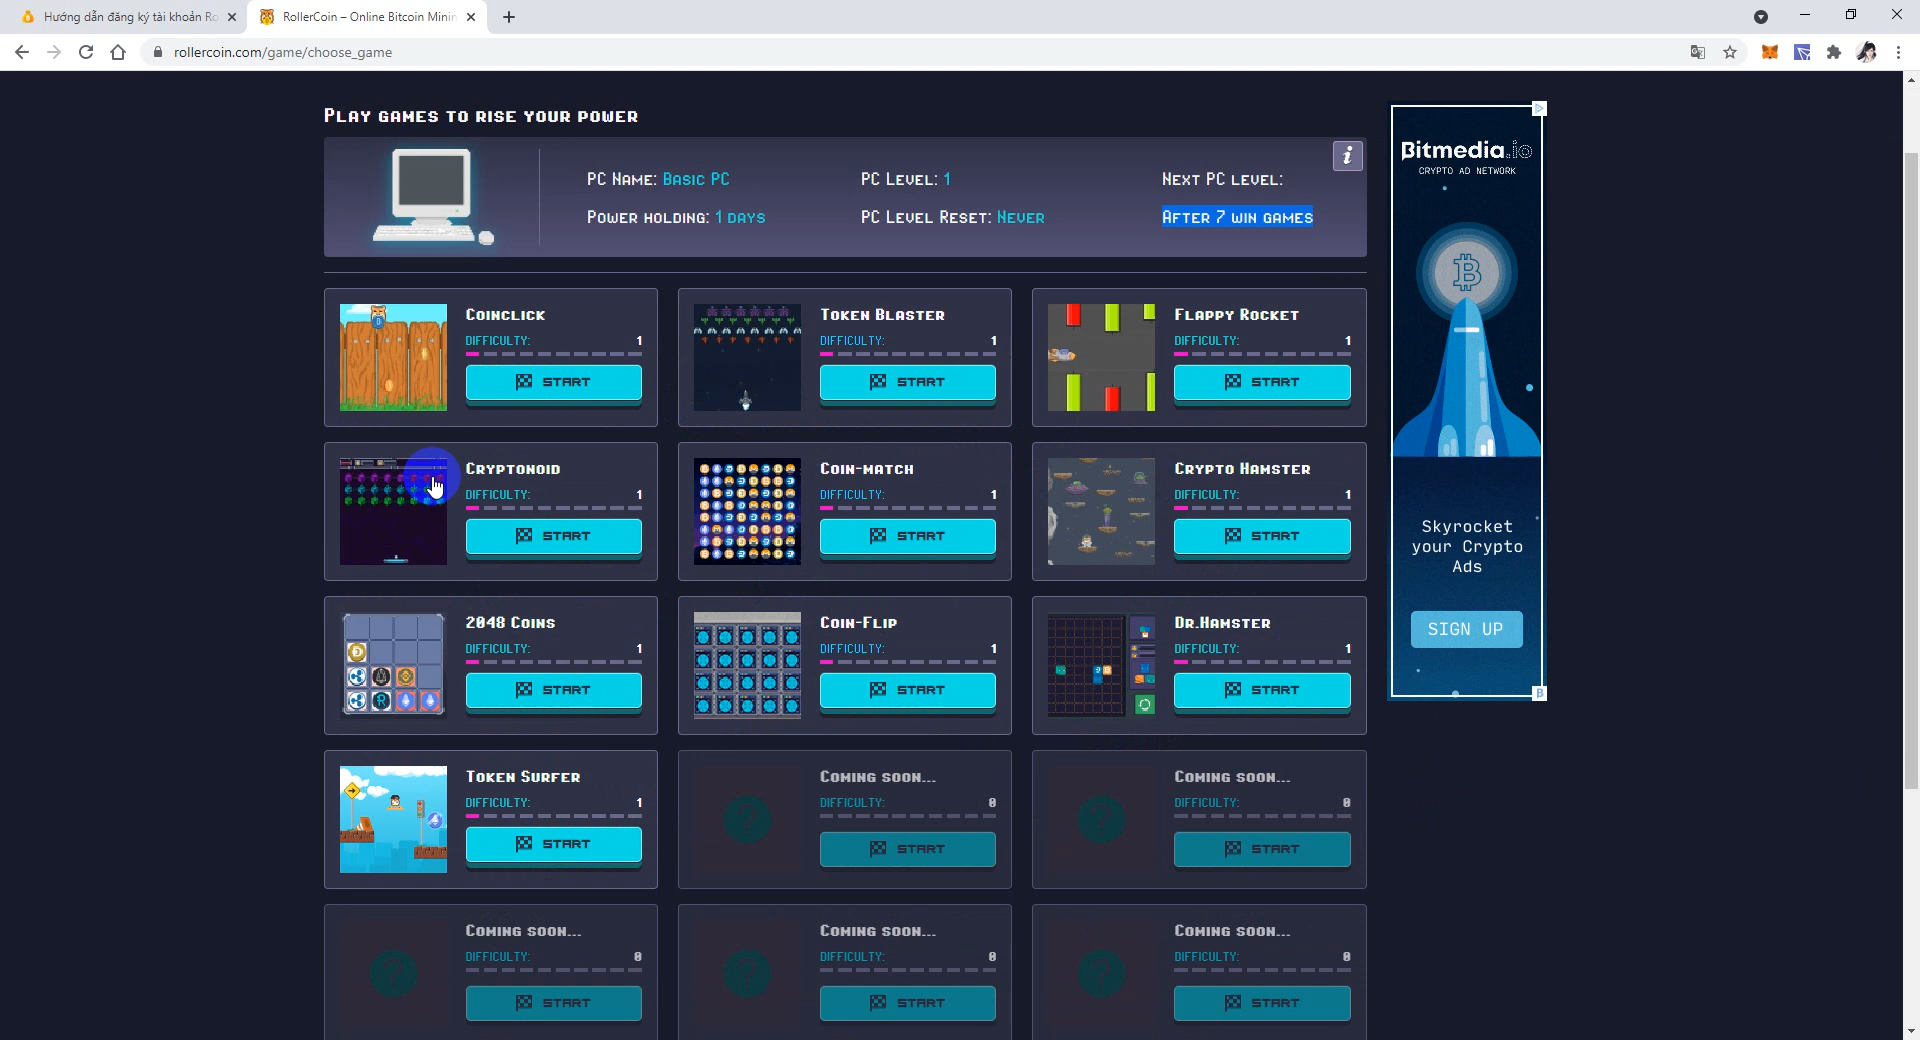 Hướng dẫn đăng ký tài khoản Ro
RollerCoin – Online Bitcoin Minin
rollercoin.com/game/choose_game
Play games to rise your power
PC Name: Basic PC
PC Level: 1
Next PC level:
Power holding: 1 days
PC Level Reset: Never
After 7 win games
i
Coinclick
Difficulty: 1
START
Token Blaster
Difficulty: 1
START
Flappy Rocket
Difficulty: 1
START
Cryptonoid
Difficulty: 1
START
Coin-match
Difficulty: 1
START
Crypto Hamster
Difficulty: 1
START
2048 Coins
Difficulty: 1
START
Coin-Flip
Difficulty: 1
START
Dr.Hamster
Difficulty: 1
START
Token Surfer
Difficulty: 1
START
Coming soon...
Difficulty: 0
START
Coming soon...
Difficulty: 0
START
Coming soon...
Difficulty: 0
START
Coming soon...
Difficulty: 0
START
Coming soon...
Difficulty: 0
START
Bitmedia.io
CRYPTO AD NETWORK
Skyrocket
your Crypto
Ads
SIGN UP